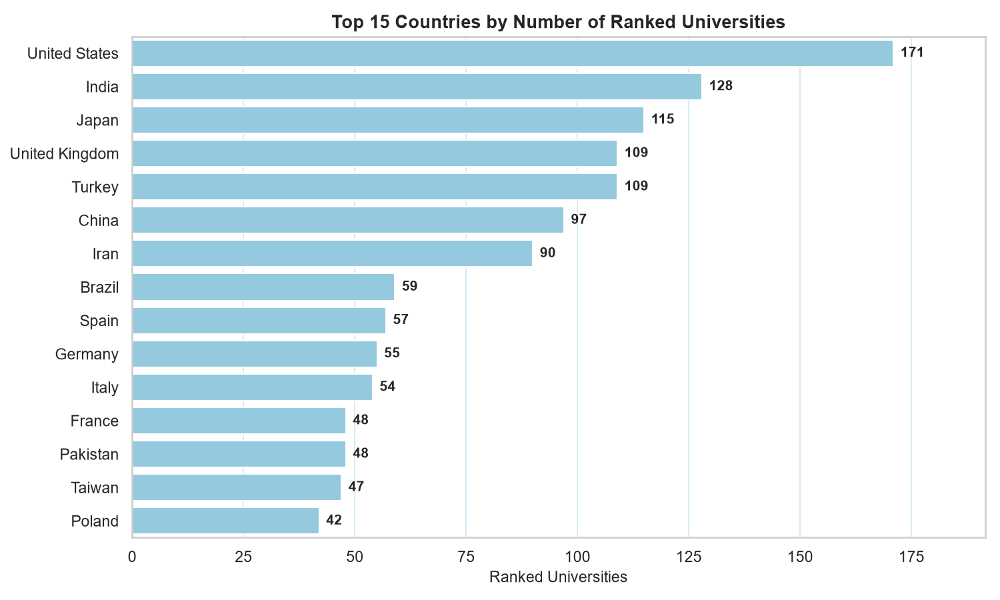 Top 15 Countries by Number of Ranked Universities
United States 171
India 128
Japan 115
United Kingdom 109
Turkey 109
China 97
Iran 90
Brazil 59
Spain 57
Germany 55
Italy 54
France 48
Pakistan 48
Taiwan 47
Poland 42
0 25 50 75 100 125 150 175
Ranked Universities